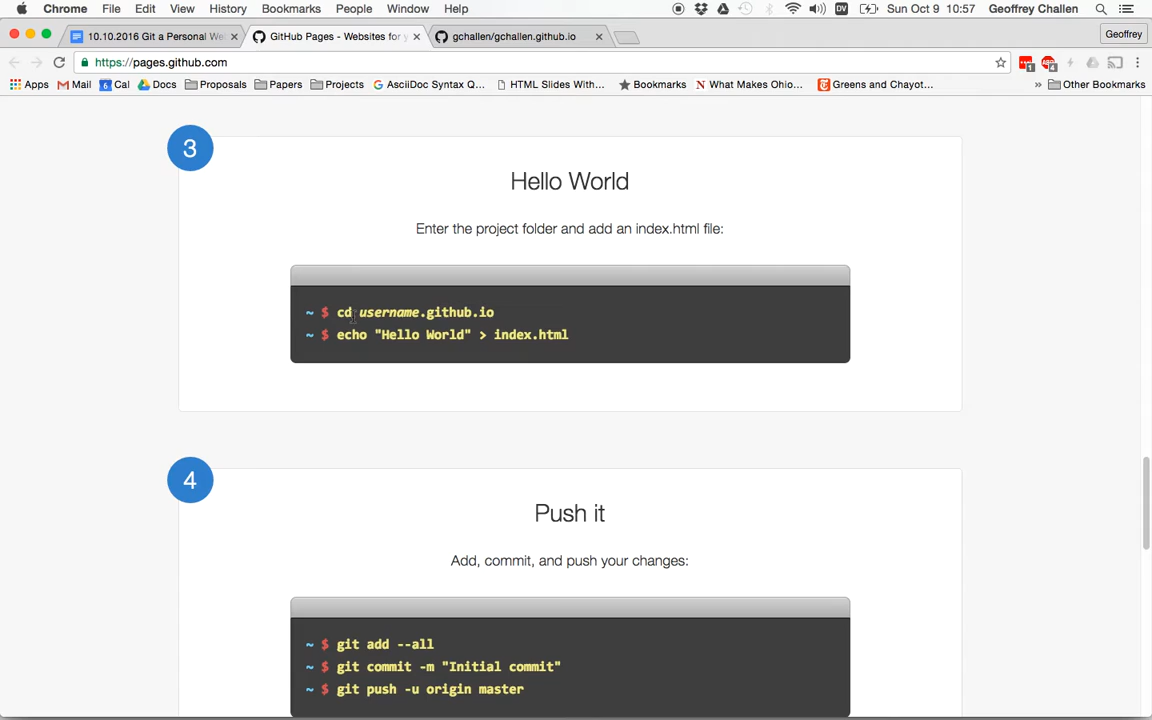 Chrome File Edit View History Bookmarks People Window Help DV Sun Oct 9 10:57 Geoffrey Challen
10.10.2016 Git a Personal We
GitHub Pages - Websites for y
gchallen/gchallen.github.io
Geoffrey
https://pages.github.com
1
4
Apps Mail 6 Cal Docs Proposals Papers Projects AsciiDoc Syntax Q... HTML Slides With... Bookmarks N What Makes Ohio... Greens and Chayot... » Other Bookmarks
3
Hello World
Enter the project folder and add an index.html file:
~ $ cd username.github.io
~ $ echo "Hello World" > index.html
4
Push it
Add, commit, and push your changes:
~ $ git add --all
~ $ git commit -m "Initial commit"
~ $ git push -u origin master